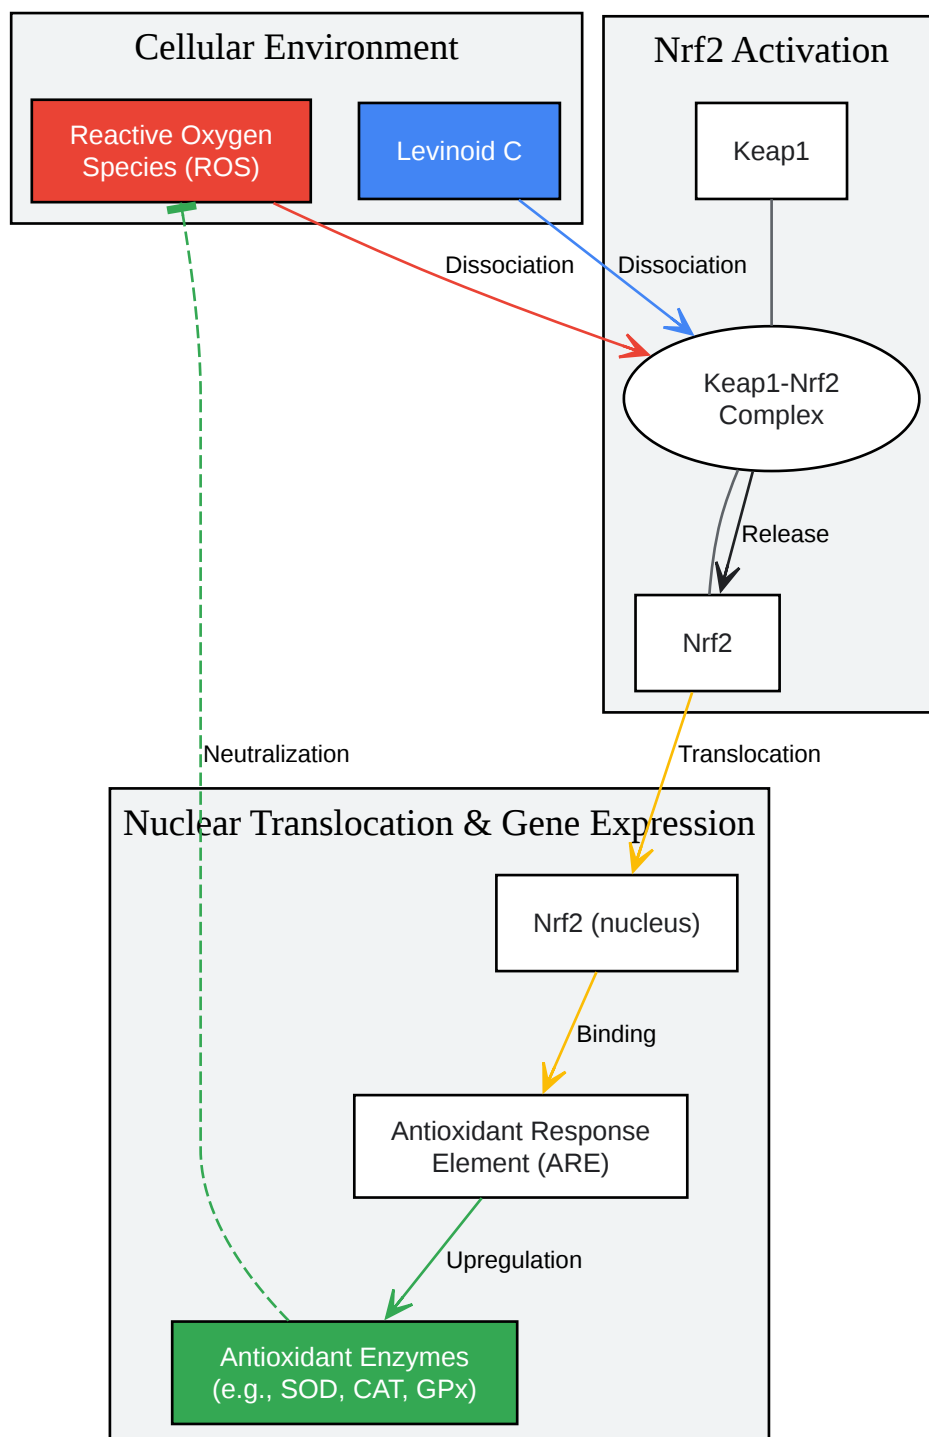 Cellular Environment
Reactive Oxygen
Species (ROS)
Levinoid C
Nrf2 Activation
Keap1
Dissociation
Dissociation
Keap1-Nrf2
Complex
Release
Nrf2
Neutralization
Translocation
Nuclear Translocation & Gene Expression
Nrf2 (nucleus)
Binding
Antioxidant Response
Element (ARE)
Upregulation
Antioxidant Enzymes
(e.g., SOD, CAT, GPx)